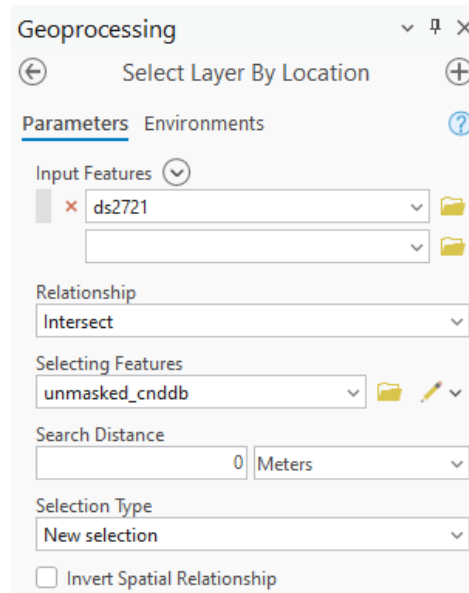 Geoprocessing
Select Layer By Location
Parameters Environments
?
Input Features
ds2721
Relationship
Intersect
Selecting Features
unmasked_cnddb
Search Distance
0 Meters
Selection Type
New selection
Invert Spatial Relationship